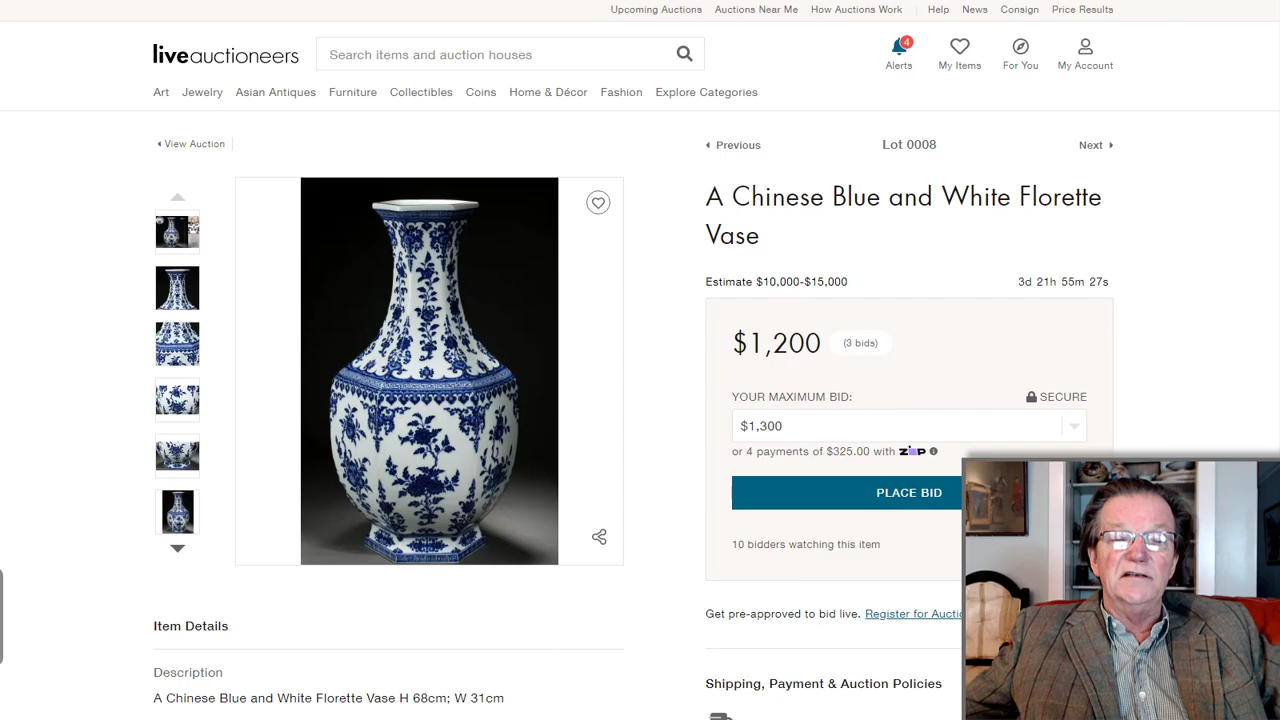 Upcoming Auctions
Auctions Near Me
How Auctions Work
Help
News
Consign
Price Results
liveauctioneers
Search items and auction houses
4
Alerts
My Items
For You
My Account
Art
Jewelry
Asian Antiques
Furniture
Collectibles
Coins
Home & Décor
Fashion
Explore Categories
View Auction
Previous
Lot 0008
Next
A Chinese Blue and White Florette
Vase
Estimate $10,000-$15,000
3d 21h 55m 27s
$1,200
(3 bids)
YOUR MAXIMUM BID:
SECURE
$1,300
or 4 payments of $325.00 with ZIP
PLACE BID
10 bidders watching this item
Get pre-approved to bid live. Register for Auctio
Item Details
Description
A Chinese Blue and White Florette Vase H 68cm; W 31cm
Shipping, Payment & Auction Policies